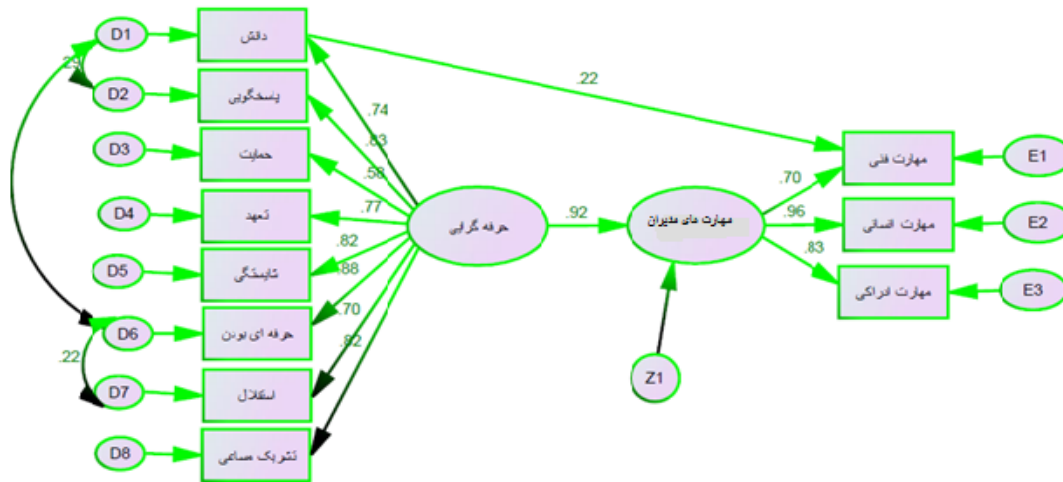 D1
دانش
.29
D2
پاسخگویی
D3
حمایت
D4
تعهد
D5
شایستگی
D6
حرفه ای بودن
.22
D7
استقلال
D8
تشریک مساعی
.74
.83
.58
.77
.82
.88
.70
.82
حرفه گرایی
.92
مهارت های مدیران
Z1
.22
.70
.96
.83
مهارت فنی
E1
مهارت انسانی
E2
مهارت ادراکی
E3